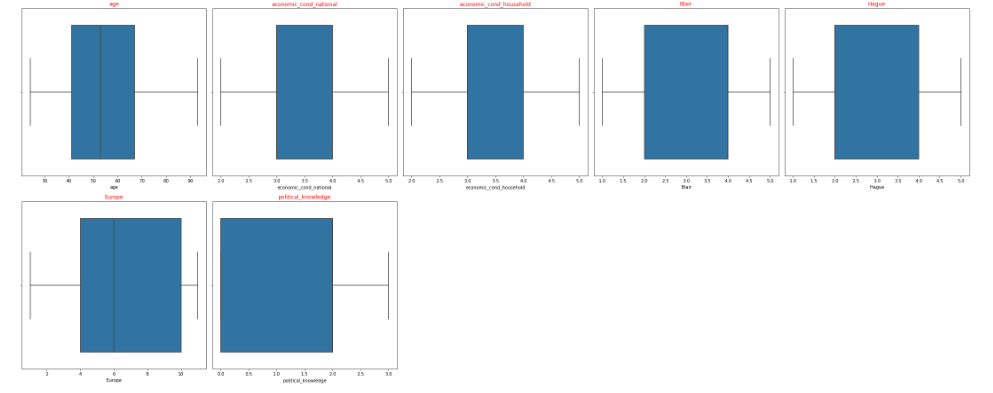 age
economic_cond_national
economic_cond_household
Blair
Hague
30 40 50 60 70 80 90
2.0 2.5 3.0 3.5 4.0 4.5 5.0
2.0 2.5 3.0 3.5 4.0 4.5 5.0
1.0 1.5 2.0 2.5 3.0 3.5 4.0 4.5 5.0
1.0 1.5 2.0 2.5 3.0 3.5 4.0 4.5 5.0
age
economic_cond_national
economic_cond_household
Blair
Hague
Europe
political_knowledge
2 4 6 8 10
0.0 0.5 1.0 1.5 2.0 2.5 3.0
Europe
political_knowledge